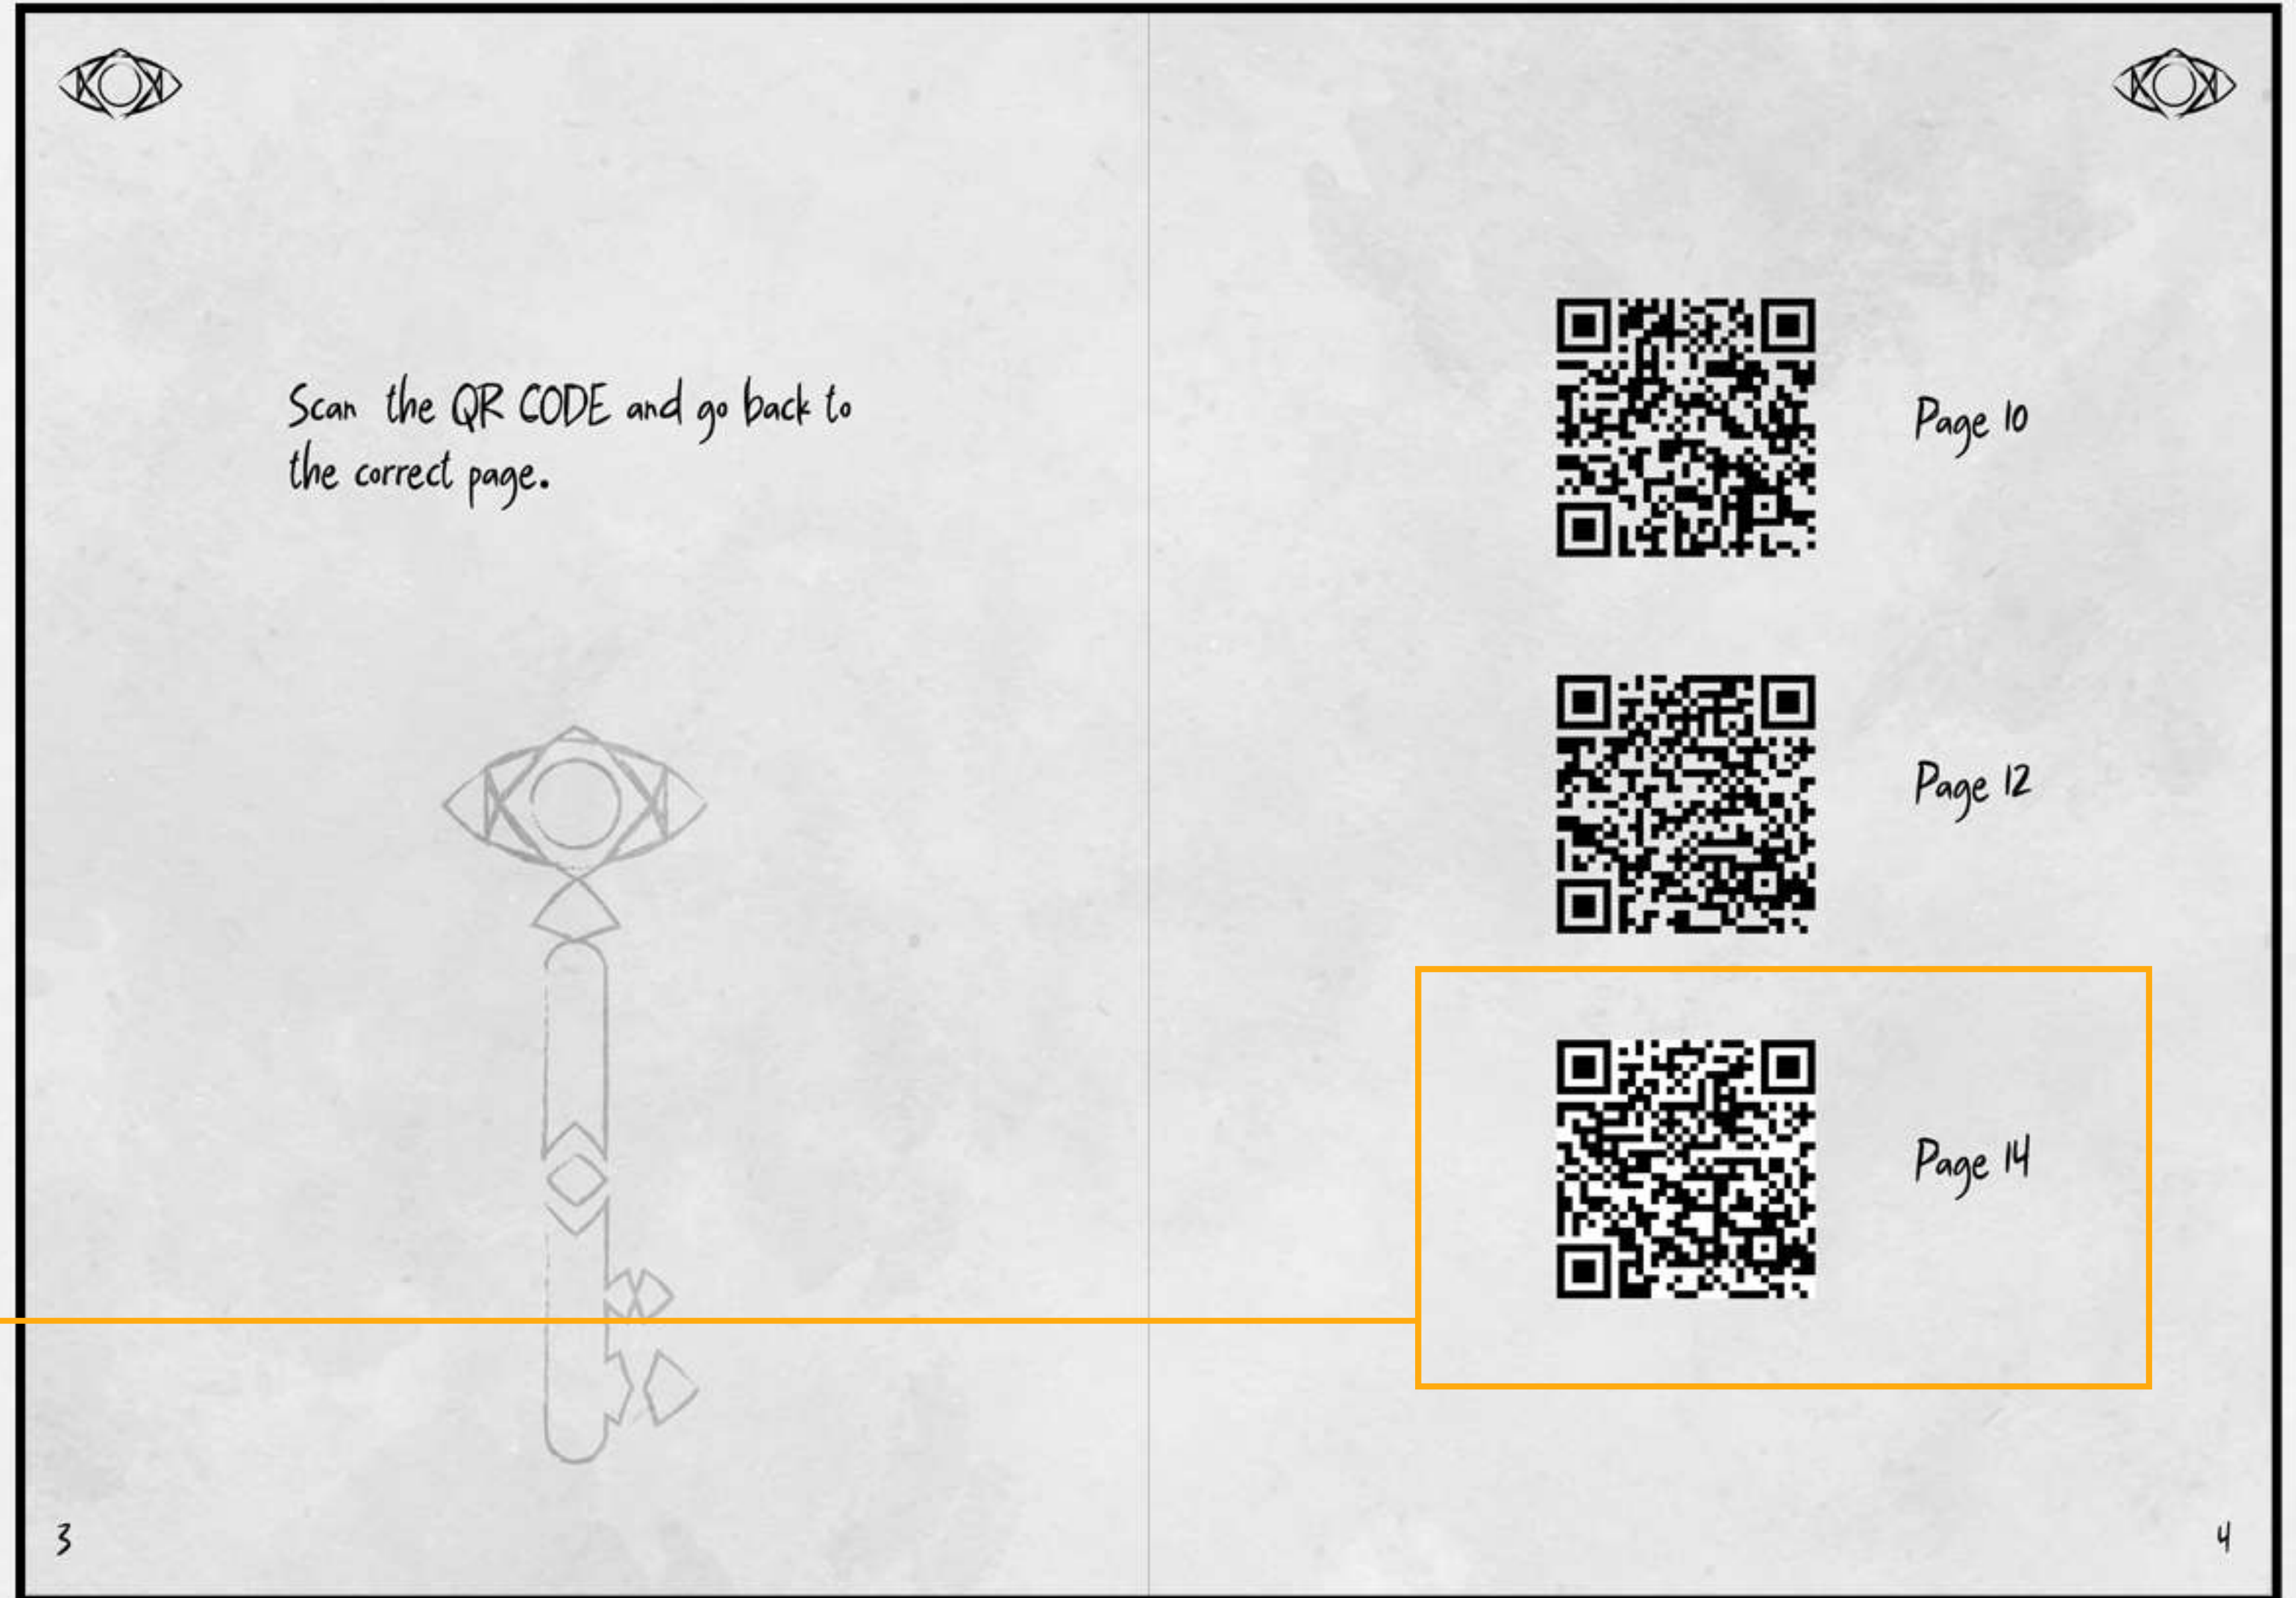 Scan the QR CODE and go back to
the correct page.
3
Page 10
Page 12
Page 14
4